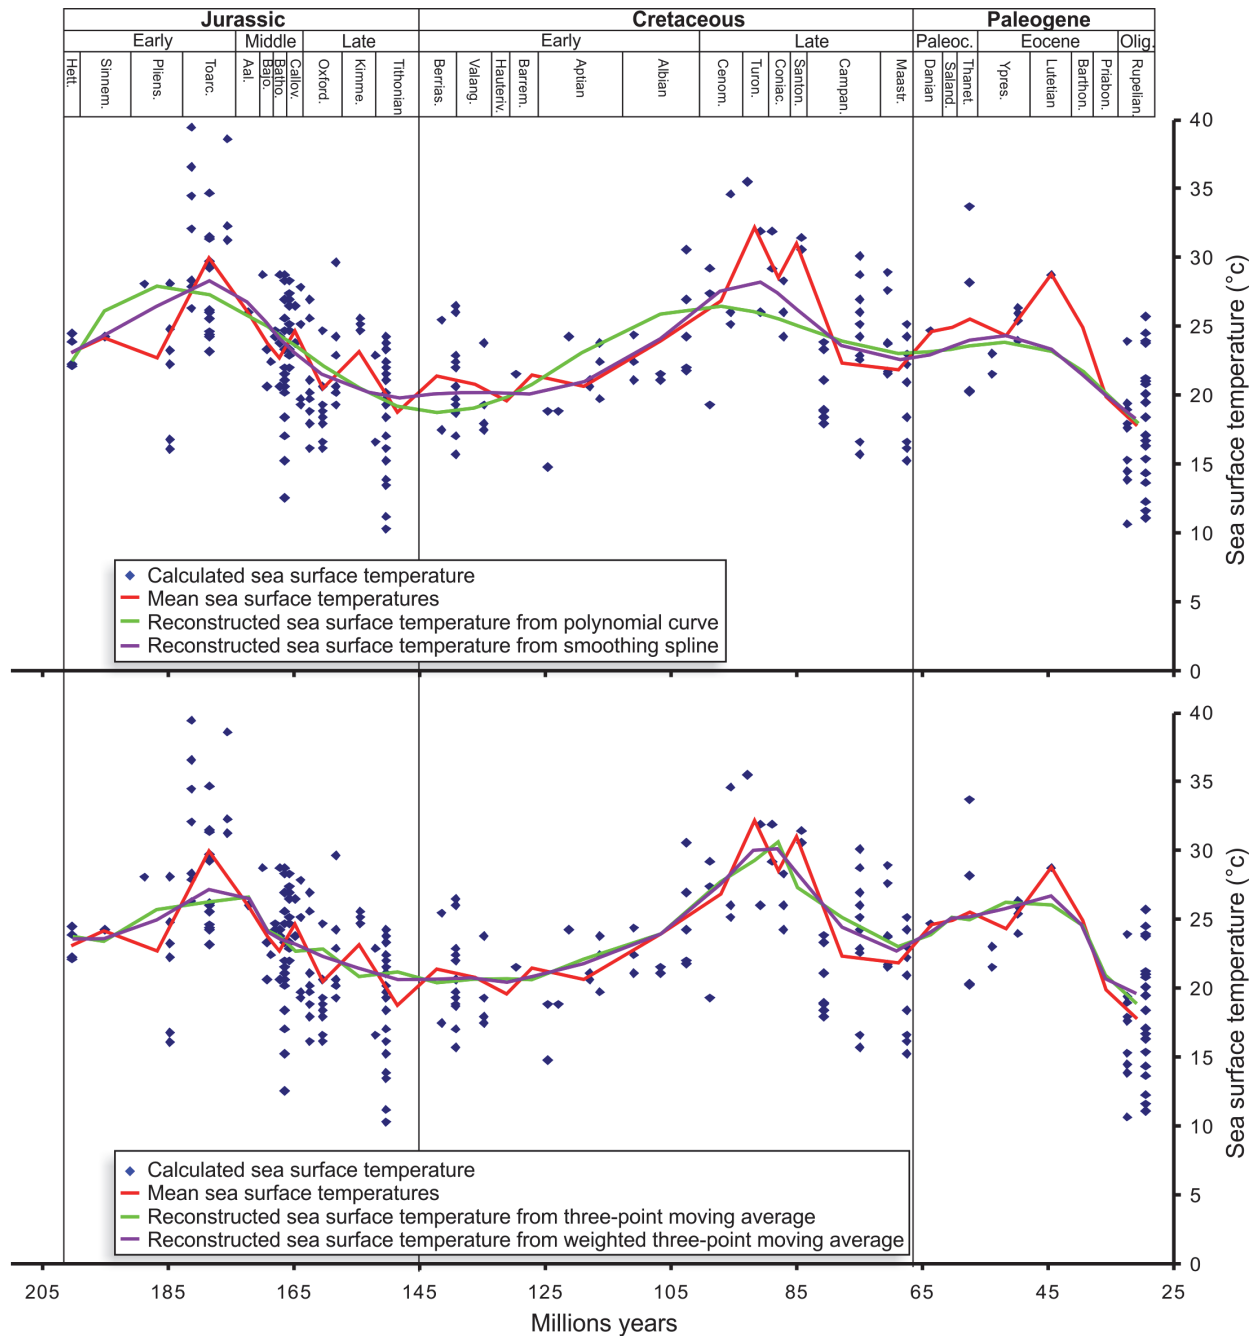 Jurassic Cretaceous Paleogene
Early Middle Late Early Late Paleoc. Eocene Olig.
Hett. Sinnem. Pliens. Toarc. Aal. Bajo. Batho. Callov. Oxford. Kimme. Tithonian Berrias. Valang. Hauteriv. Barrem. Aptian Albian Cenom. Turon. Coniac. Santon. Campan. Maastr. Danian Saland. Thanet. Ypres. Lutetian Barthon. Priabon. Rupelian.
40
35
30
25
20
15
10
5
0
Sea surface temperature (°c)
Calculated sea surface temperature
Mean sea surface temperatures
Reconstructed sea surface temperature from polynomial curve
Reconstructed sea surface temperature from smoothing spline
40
35
30
25
20
15
10
5
0
Sea surface temperature (°c)
Calculated sea surface temperature
Mean sea surface temperatures
Reconstructed sea surface temperature from three-point moving average
Reconstructed sea surface temperature from weighted three-point moving average
205 185 165 145 125 105 85 65 45 25
Millions years